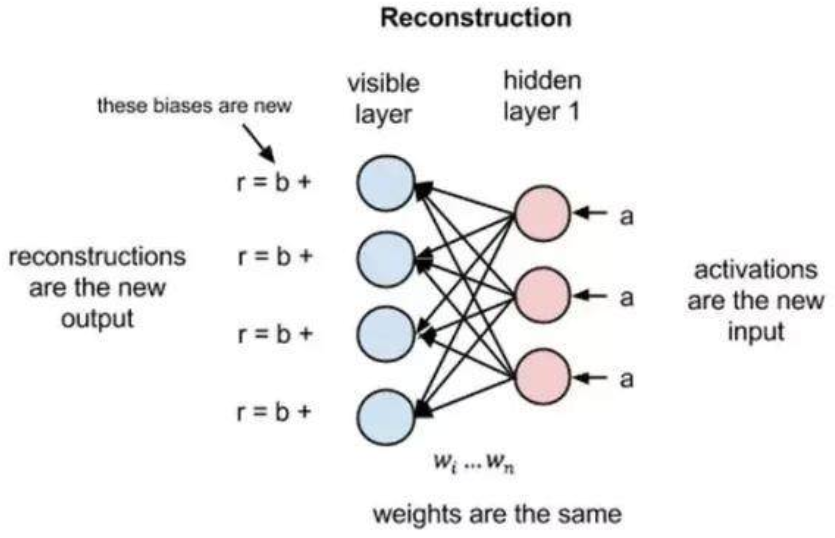 Reconstruction
visible
layer
hidden
layer 1
these biases are new
r = b +
r = b +
r = b +
r = b +
reconstructions
are the new
output
a
a
a
activations
are the new
input
w_i ... w_n
weights are the same